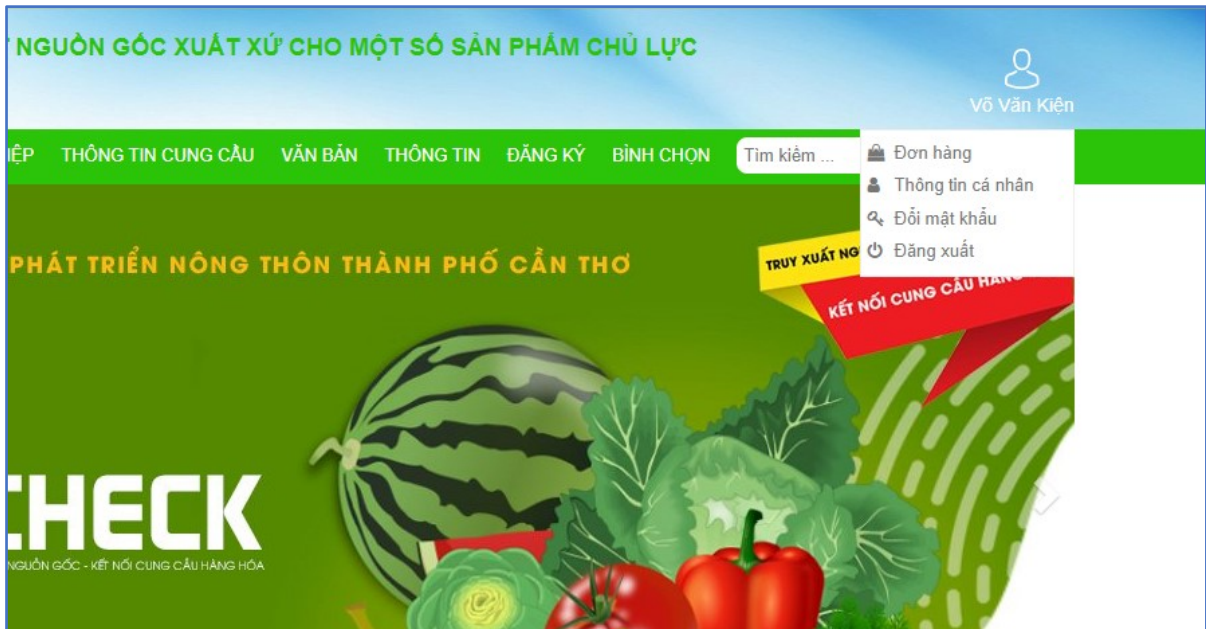 NGUỒN GỐC XUẤT XỨ CHO MỘT SỐ SẢN PHẨM CHỦ LỰC
Võ Văn Kiện
THÔNG TIN CUNG CẦU VĂN BẢN THÔNG TIN ĐĂNG KÝ BÌNH CHỌN Tìm kiếm ...
Đơn hàng
Thông tin cá nhân
Đổi mật khẩu
Đăng xuất
PHÁT TRIỂN NÔNG THÔN THÀNH PHỐ CẦN THƠ
TRUY XUẤT NG
KẾT NỐI CUNG CẦU HÀNG
CHECK
NGUỒN GỐC - KẾT NỐI CUNG CẦU HÀNG HÓA